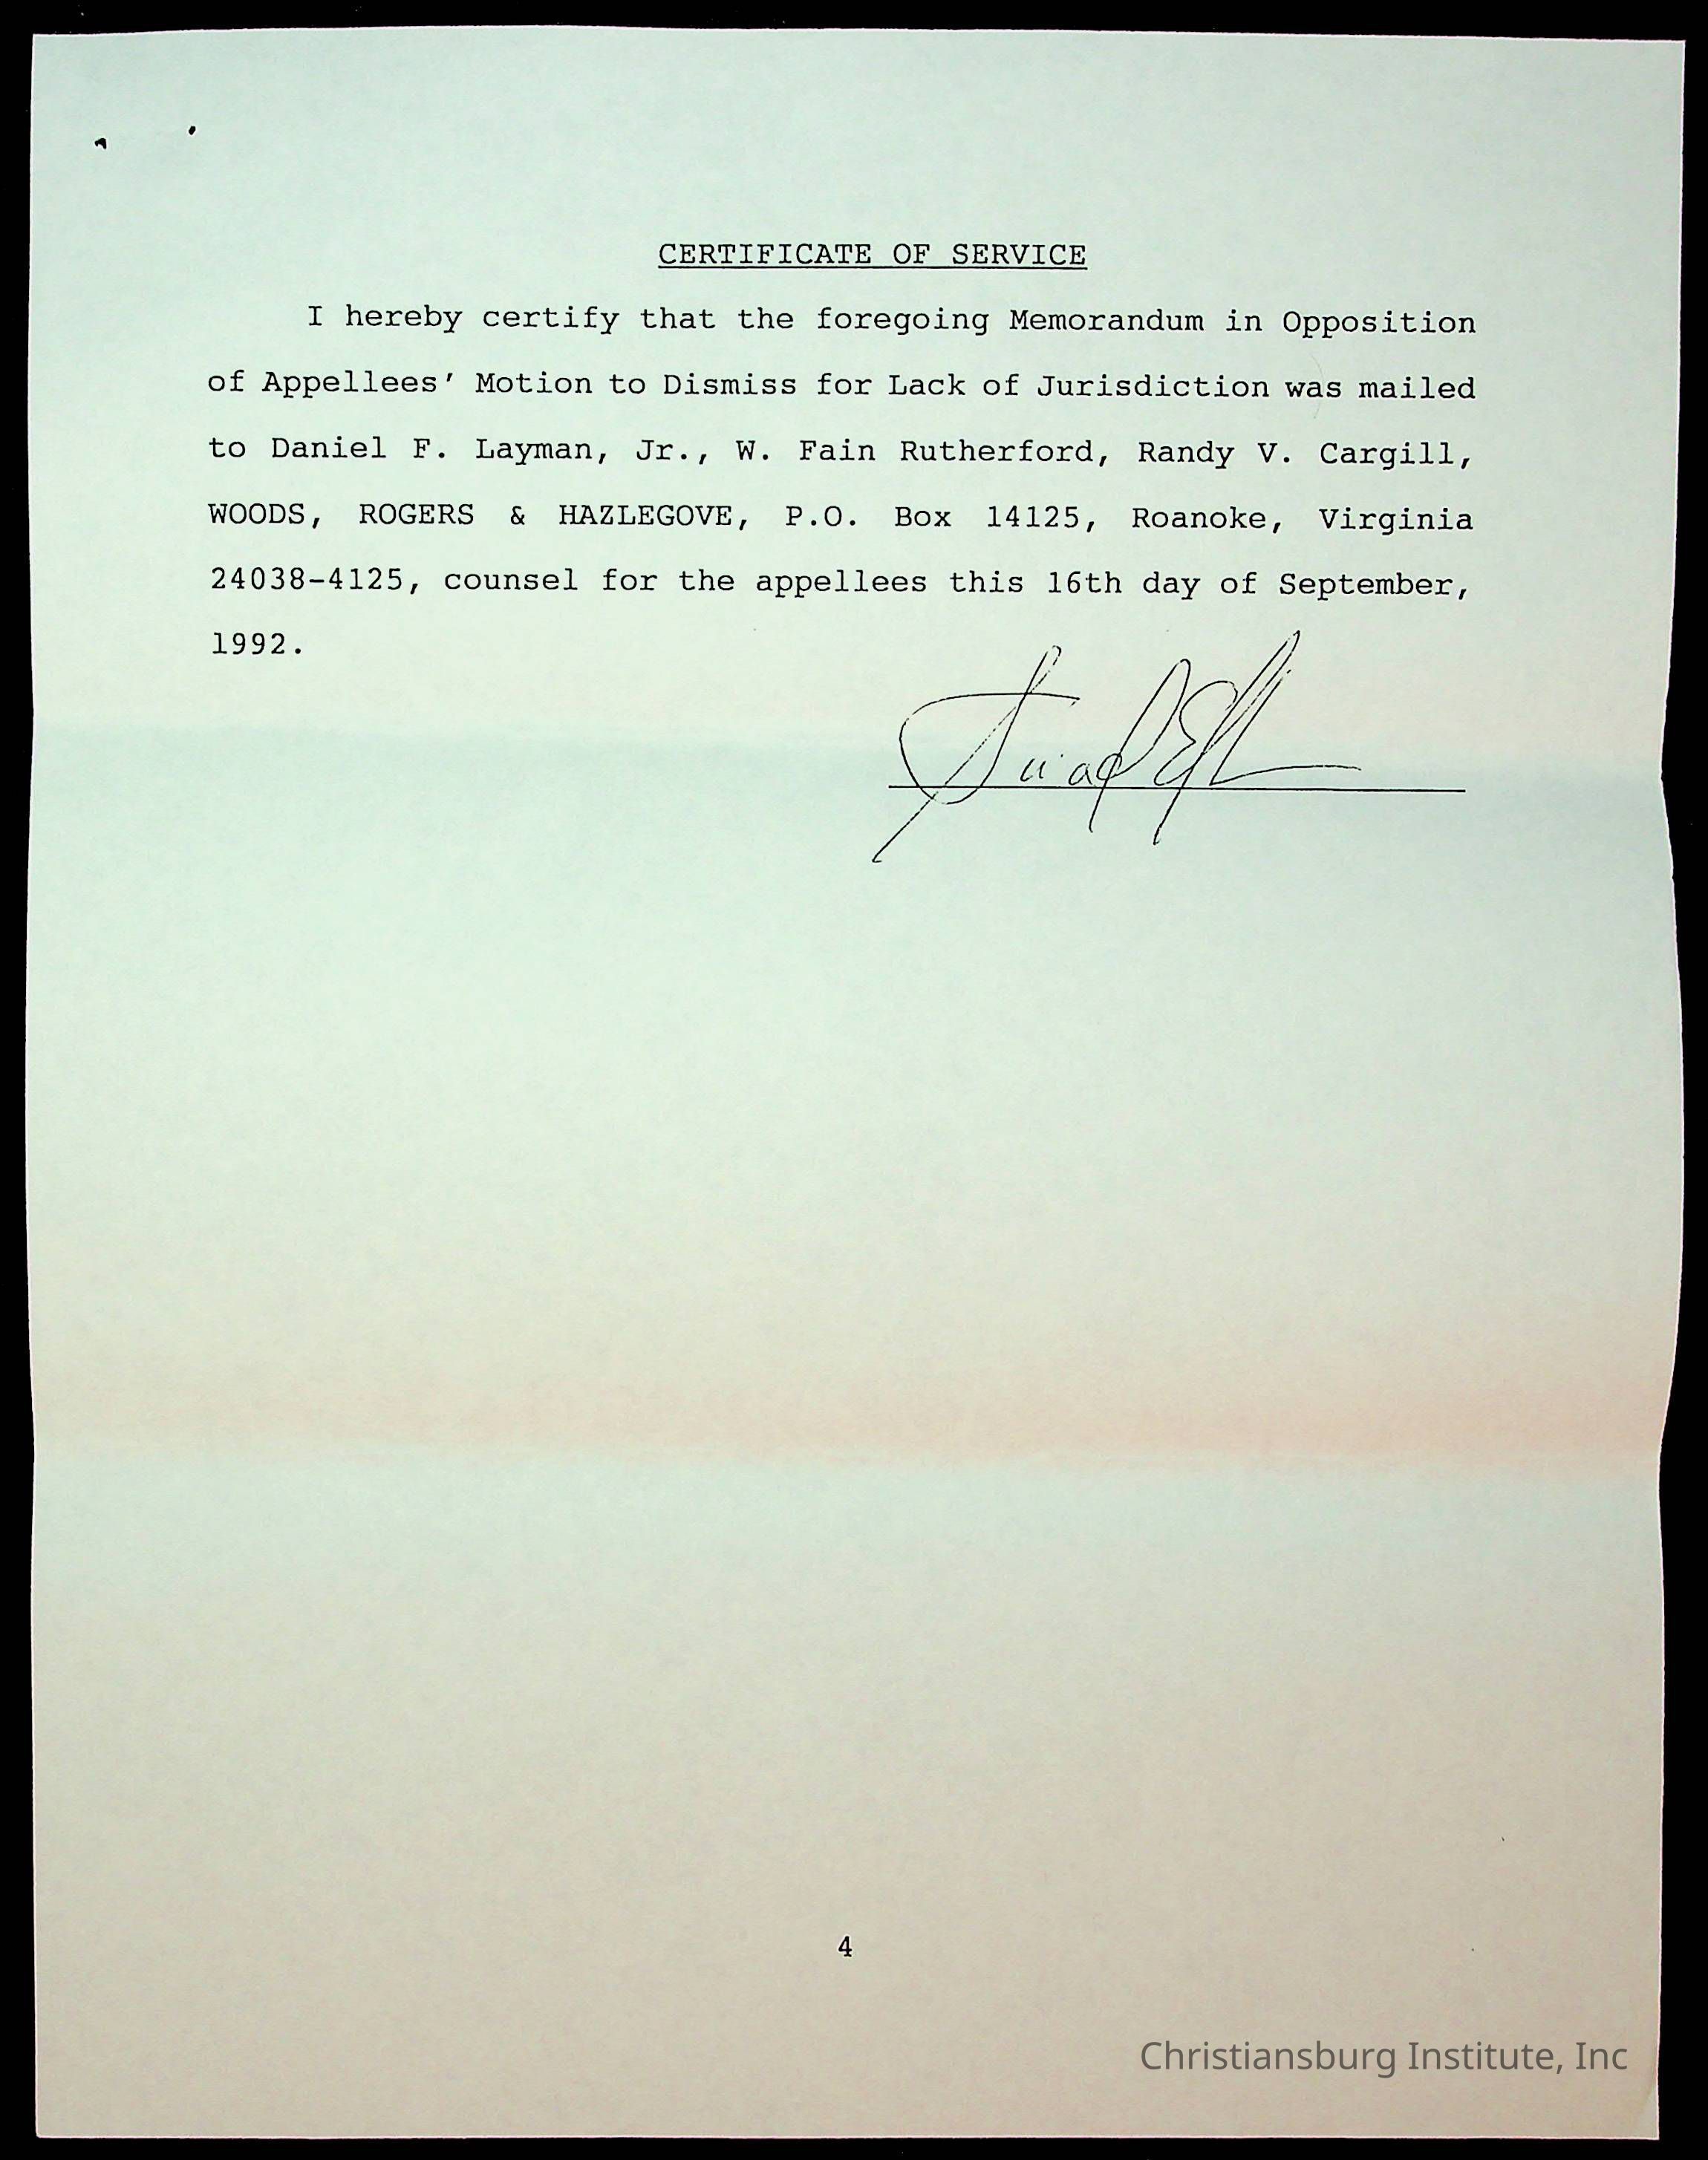 CERTIFICATE OF SERVICE
I hereby certify that the foregoing Memorandum in Opposition
of Appellees' Motion to Dismiss for Lack of Jurisdiction was mailed
to Daniel F. Layman, Jr., W. Fain Rutherford, Randy V. Cargill,
WOODS, ROGERS & HAZLEGOVE, P.O. Box 14125, Roanoke, Virginia
24038-4125, counsel for the appellees this 16th day of September,
1992.
4
Christiansburg Institute, Inc